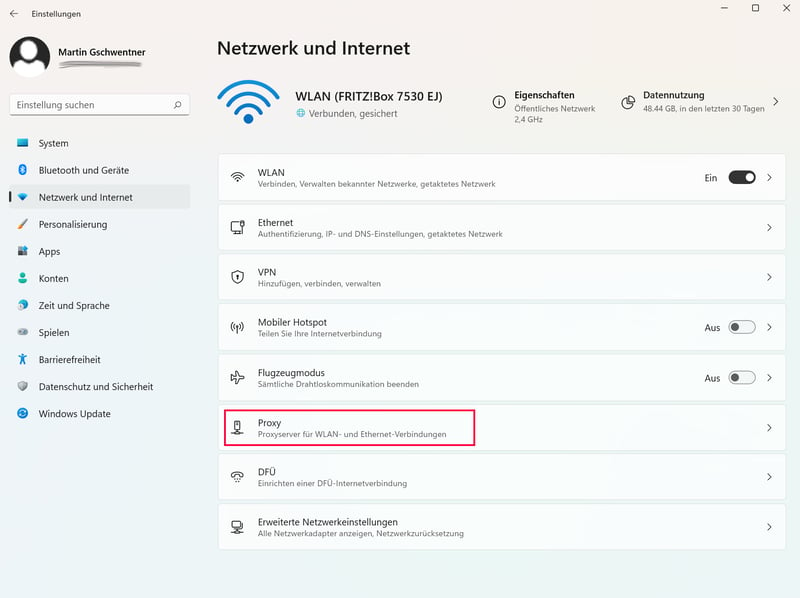 Einstellungen
Martin Gschwentner
Einstellung suchen
System
Bluetooth und Geräte
Netzwerk und Internet
Personalisierung
Apps
Konten
Zeit und Sprache
Spielen
Barrierefreiheit
Datenschutz und Sicherheit
Windows Update
Netzwerk und Internet
WLAN (FRITZ!Box 7530 EJ)
Verbunden, gesichert
Eigenschaften
Öffentliches Netzwerk
2,4 GHz
Datennutzung
48.44 GB, in den letzten 30 Tagen
WLAN
Verbinden, Verwalten bekannter Netzwerke, getaktetes Netzwerk
Ein
Ethernet
Authentifizierung, IP- und DNS-Einstellungen, getaktetes Netzwerk
VPN
Hinzufügen, verbinden, verwalten
Mobiler Hotspot
Teilen Sie Ihre Internetverbindung
Aus
Flugzeugmodus
Sämtliche Drahtloskommunikation beenden
Aus
Proxy
Proxyserver für WLAN- und Ethernet-Verbindungen
DFÜ
Einrichten einer DFÜ-Internetverbindung
Erweiterte Netzwerkeinstellungen
Alle Netzwerkadapter anzeigen, Netzwerkzurücksetzung